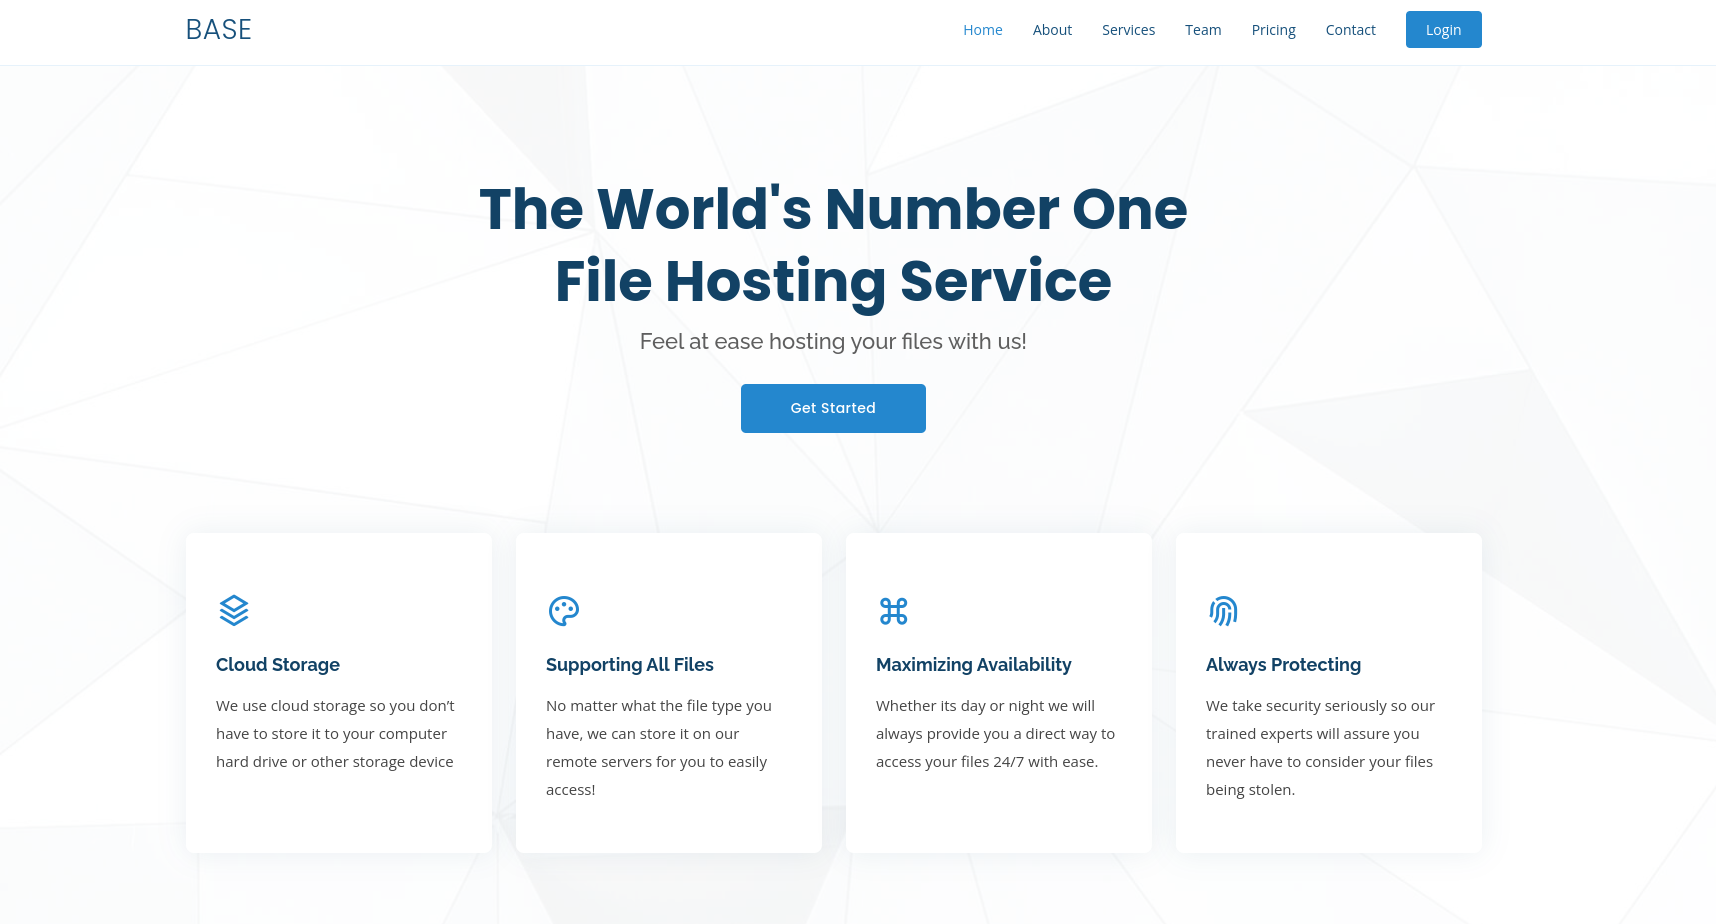 BASE
Home
About
Services
Team
Pricing
Contact
Login
The World's Number One
File Hosting Service
Feel at ease hosting your files with us!
Get Started
Cloud Storage
We use cloud storage so you don’t
have to store it to your computer
hard drive or other storage device
Supporting All Files
No matter what the file type you
have, we can store it on our
remote servers for you to easily
access!
Maximizing Availability
Whether its day or night we will
always provide you a direct way to
access your files 24/7 with ease.
Always Protecting
We take security seriously so our
trained experts will assure you
never have to consider your files
being stolen.